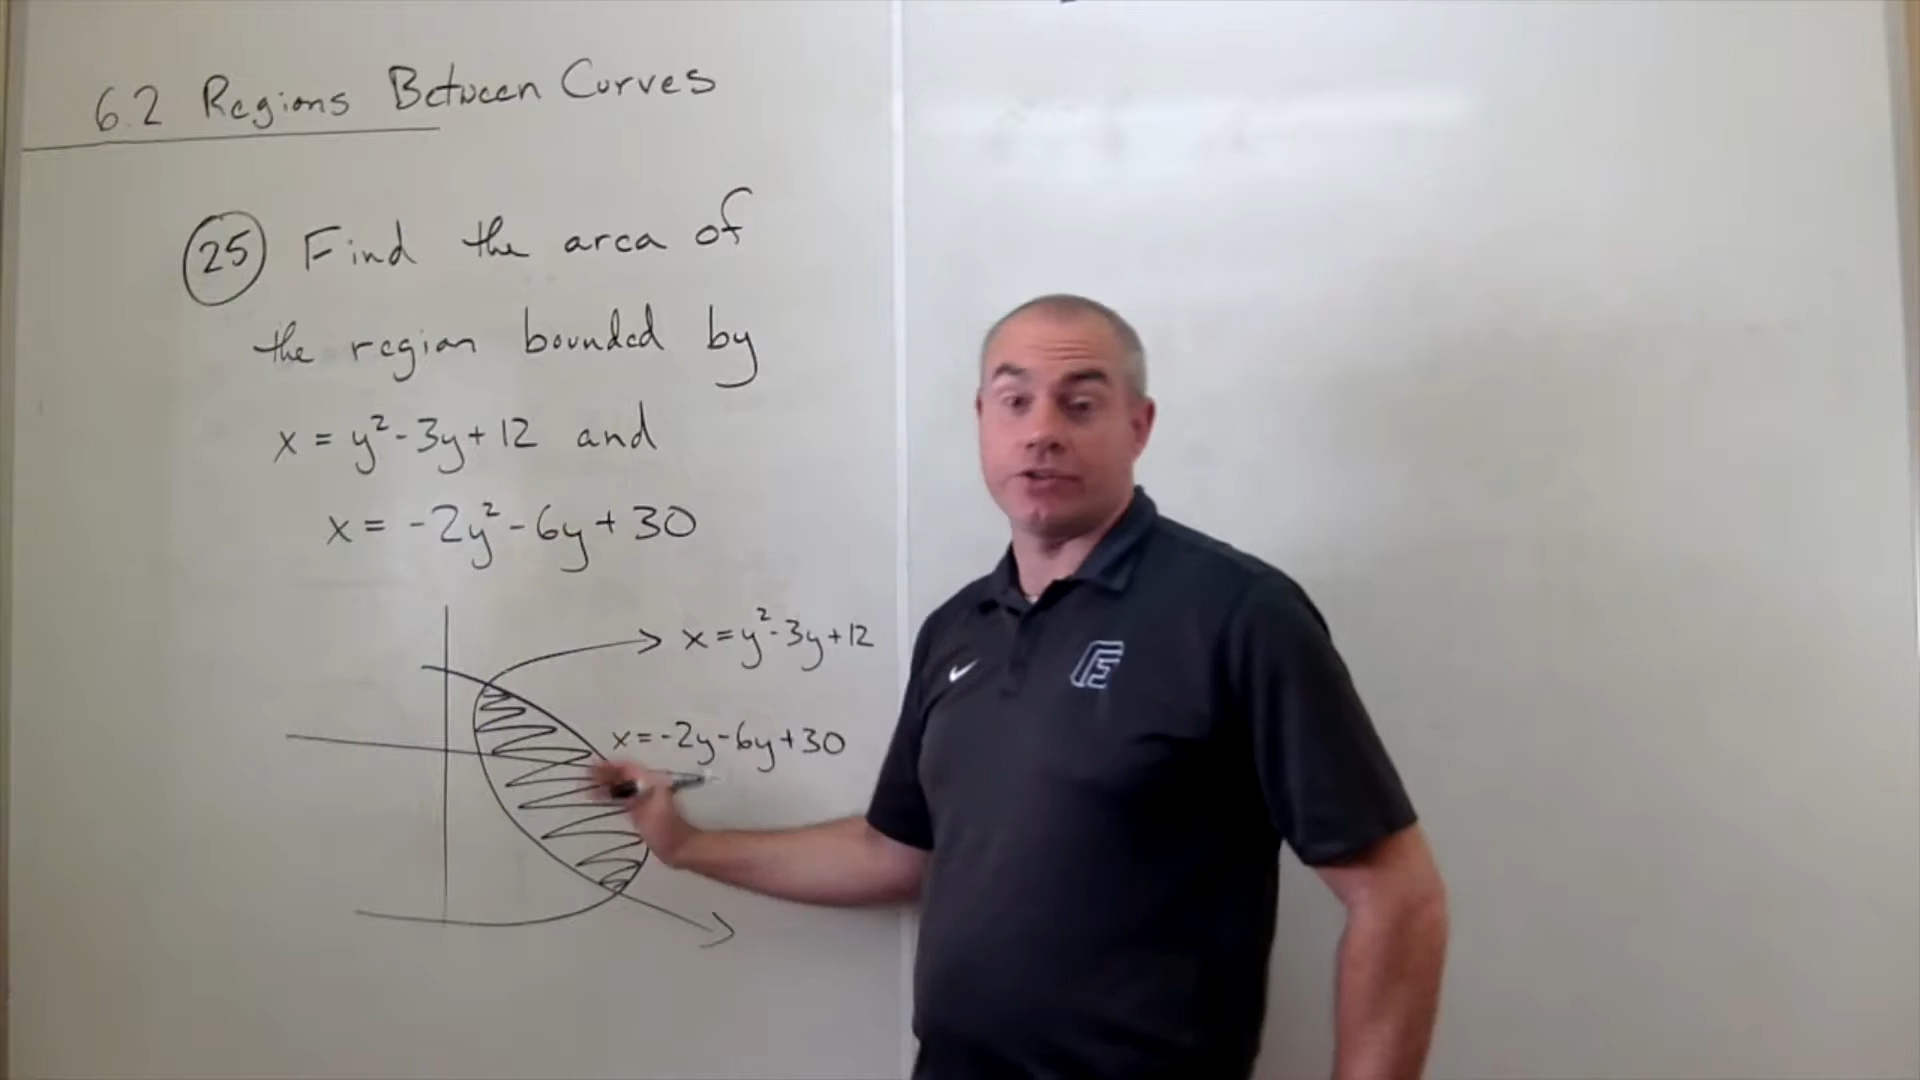 6.2 Regions Between Curves
25 Find the area of
the region bounded by
x = y² - 3y + 12 and
x = -2y² - 6y + 30
x = y² - 3y + 12
x = -2y - 6y + 30